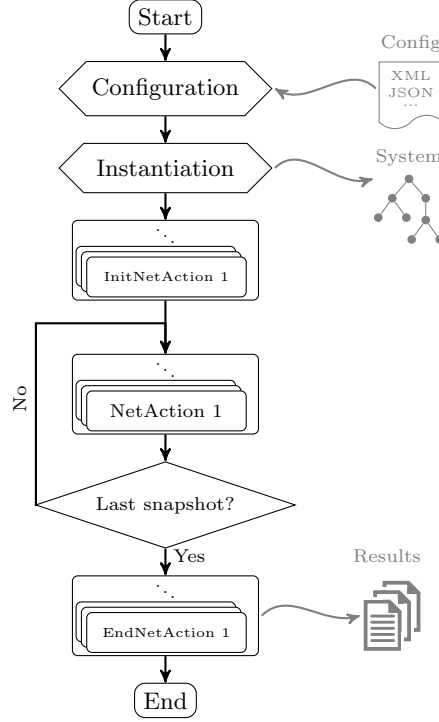 Start
Config
Configuration
XML
JSON
...
System
Instantiation
InitNetAction 1
No
NetAction 1
Last snapshot?
Yes
Results
EndNetAction 1
End